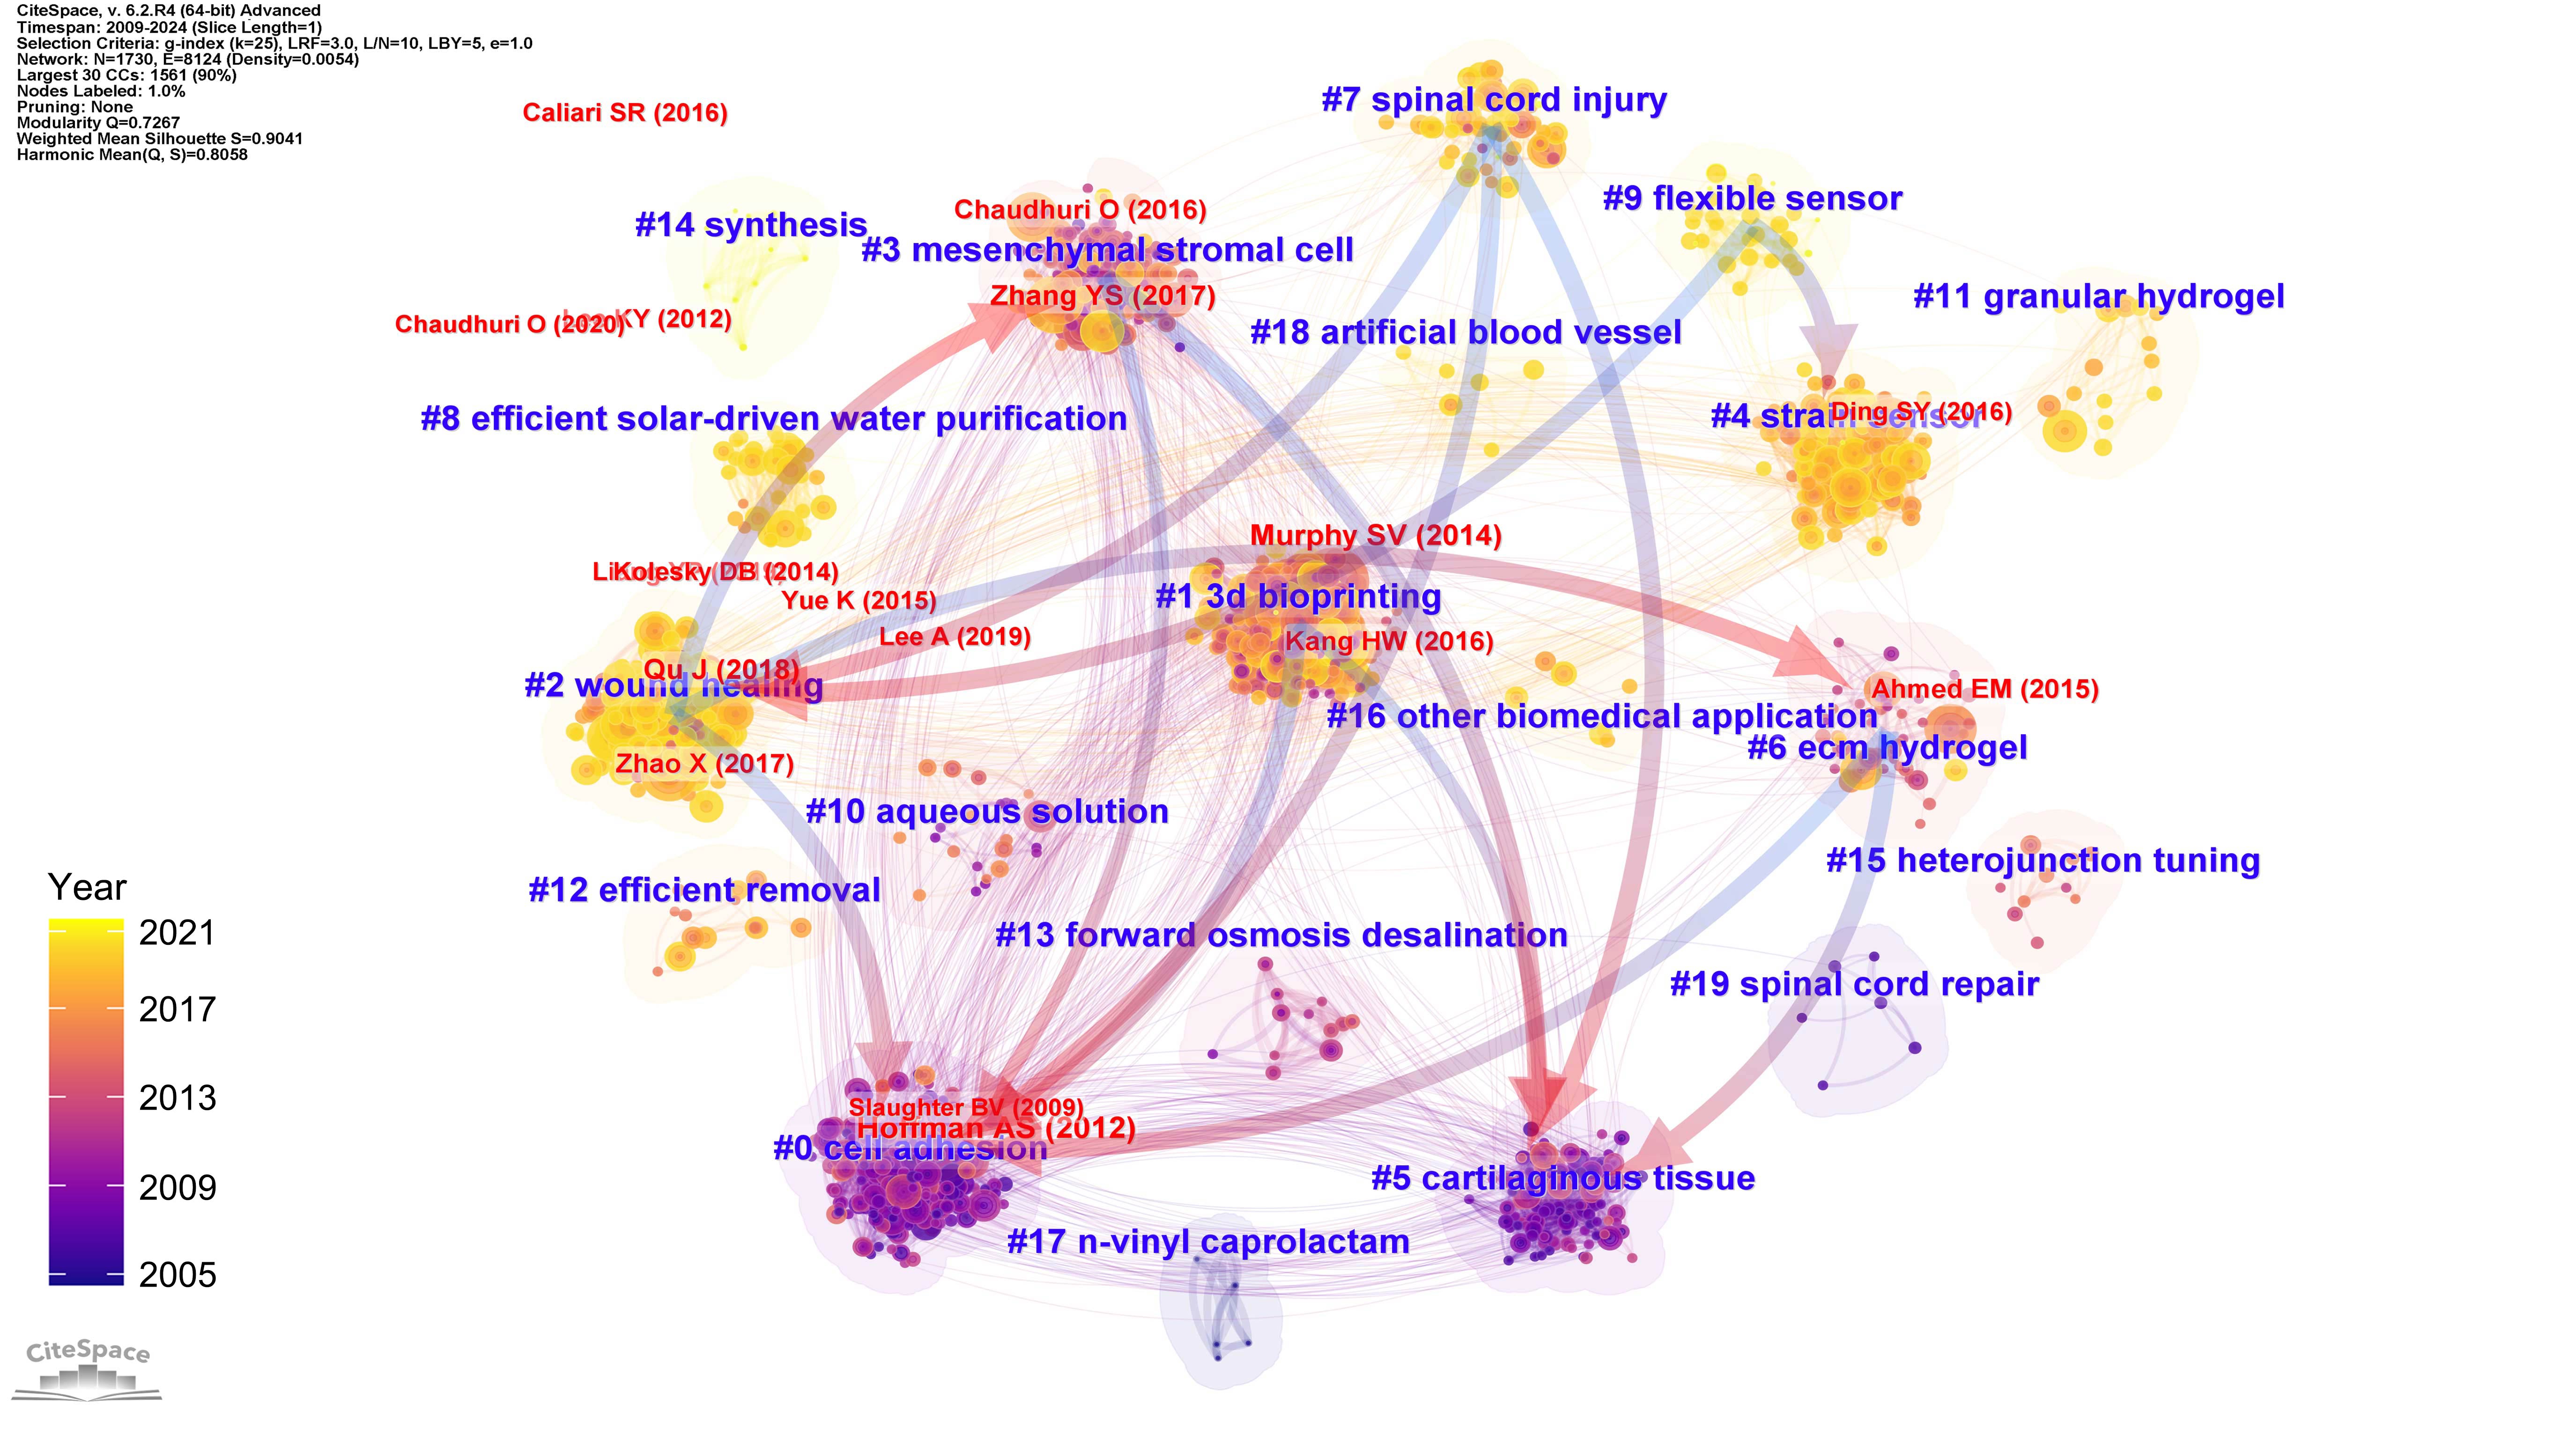 CiteSpace, v. 6.2.R4 (64-bit) Advanced
Timespan: 2009-2024 (Slice Length=1)
Selection Criteria: g-index (k=25), LRF=3.0, L/N=10, LBY=5, e=1.0
Network: N=1730, E=8124 (Density=0.0054)
Largest 30 CCs: 1561 (90%)
Nodes Labeled: 1.0%
Pruning: None
Modularity Q=0.7267
Weighted Mean Silhouette S=0.9041
Harmonic Mean(Q, S)=0.8058
Caliari SR (2016)
#7 spinal cord injury
#9 flexible sensor
Chaudhuri O (2016)
#14 synthesis
#3 mesenchymal stromal cell
Zhang YS (2017)
#11 granular hydrogel
Chaudhuri O (2020)
KY (2012)
#18 artificial blood vessel
#8 efficient solar-driven water purification
#4 strain sensor
Ding SY (2016)
Murphy SV (2014)
Kolesky DB (2014)
Yue K (2015)
#1 3d bioprinting
Lee A (2019)
Kang HW (2016)
Qu J (2018)
#2 wound healing
Ahmed EM (2015)
#16 other biomedical application
#6 ecm hydrogel
Zhao X (2017)
#10 aqueous solution
#15 heterojunction tuning
#12 efficient removal
#13 forward osmosis desalination
#19 spinal cord repair
Slaughter BV (2009)
Hoffman AS (2012)
#0 cell adhesion
#5 cartilaginous tissue
#17 n-vinyl caprolactam
Year
2021
2017
2013
2009
2005
CiteSpace